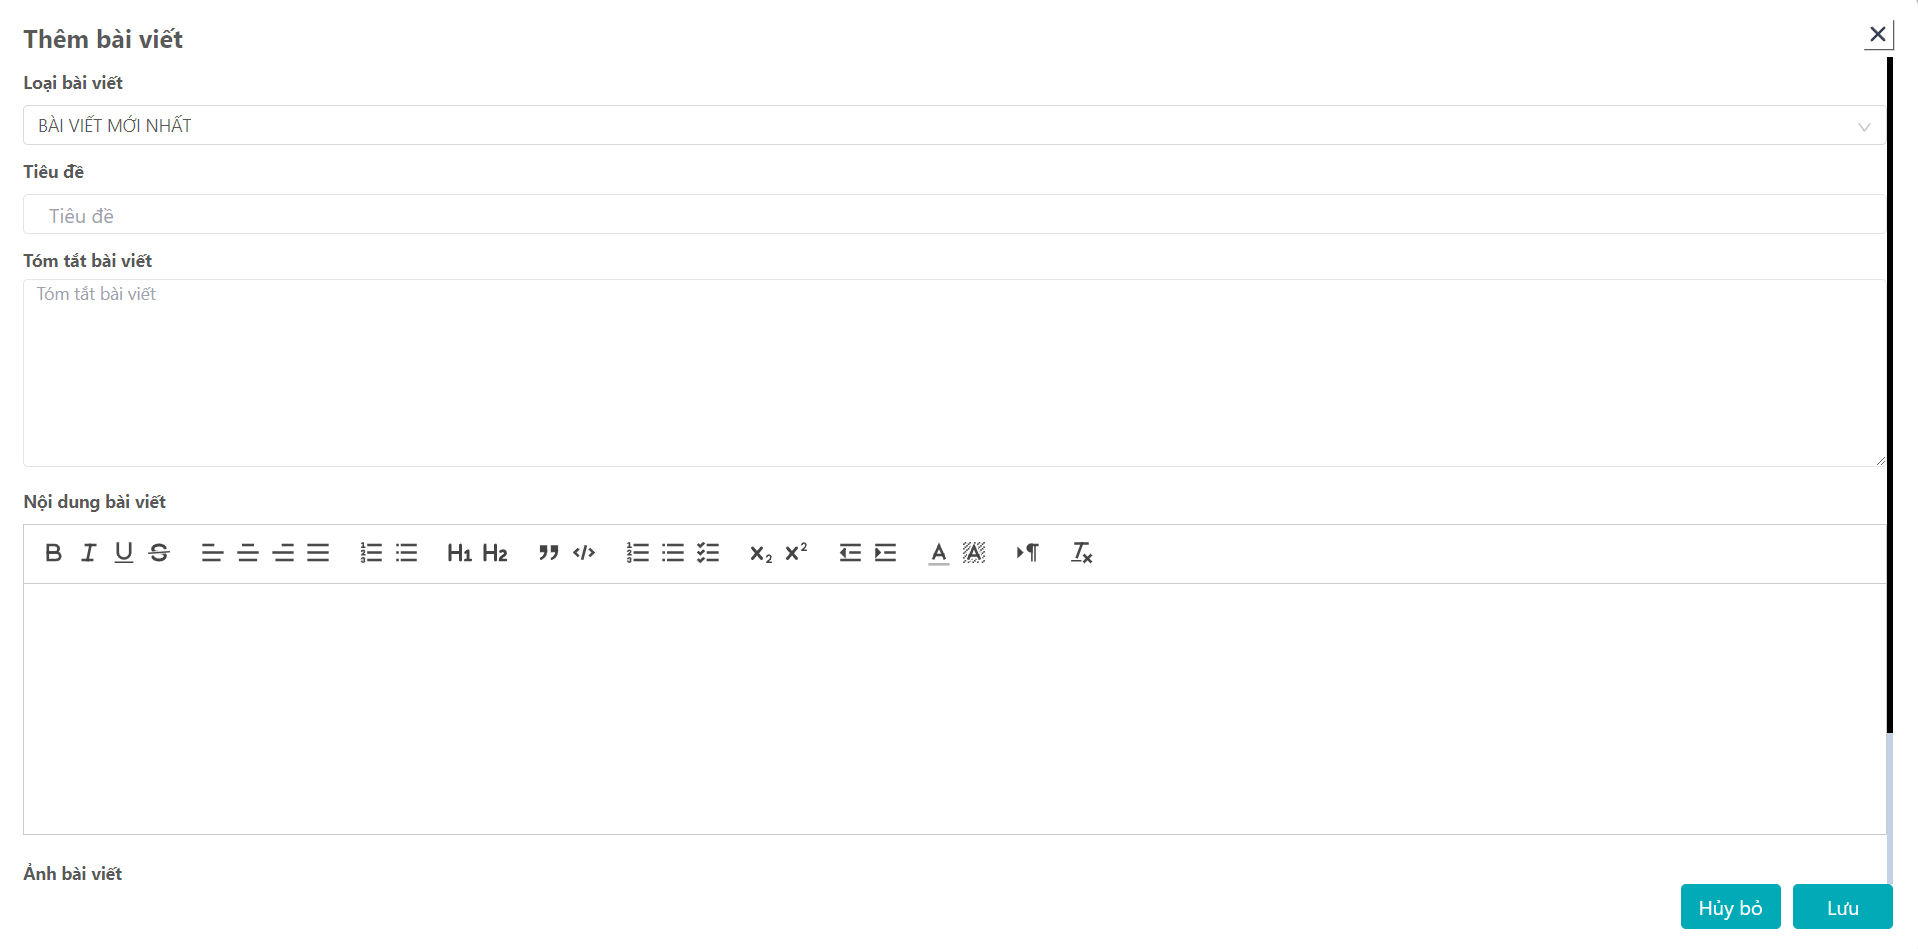 Thêm bài viết
Loại bài viết
BÀI VIẾT MỚI NHẤT
Tiêu đề
Tiêu đề
Tóm tắt bài viết
Tóm tắt bài viết
Nội dung bài viết
B I U S H1 H2 x2 x2 A A
Ảnh bài viết
Hủy bỏ Lưu